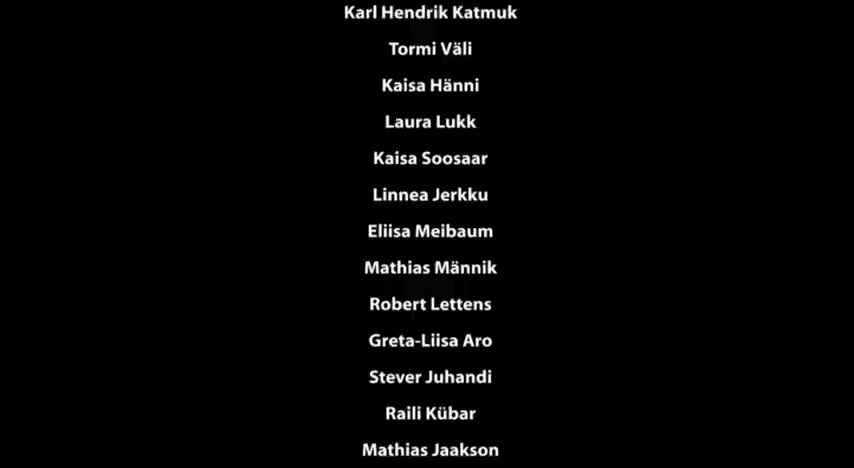 Karl Hendrik Katmuk
Tormi Väli
Kaisa Hänni
Laura Lukk
Kaisa Soosaar
Linnea Jerkku
Eliisa Meibaum
Mathias Männik
Robert Lettens
Greta-Liisa Aro
Stever Juhandi
Raili Kübar
Mathias Jaakson